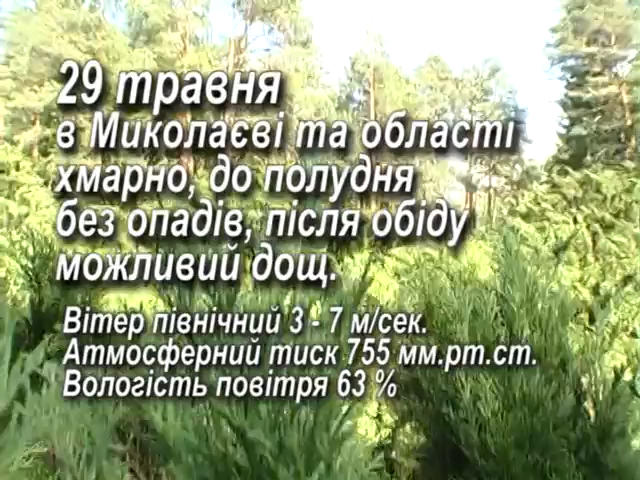 29 травня
в Миколаєві та області
хмарно, до полудня
без опадів, після обіду
можливий дощ.
Вітер північний 3 - 7 м/сек.
Атмосферний тиск 755 мм.рт.ст.
Вологість повітря 63 %